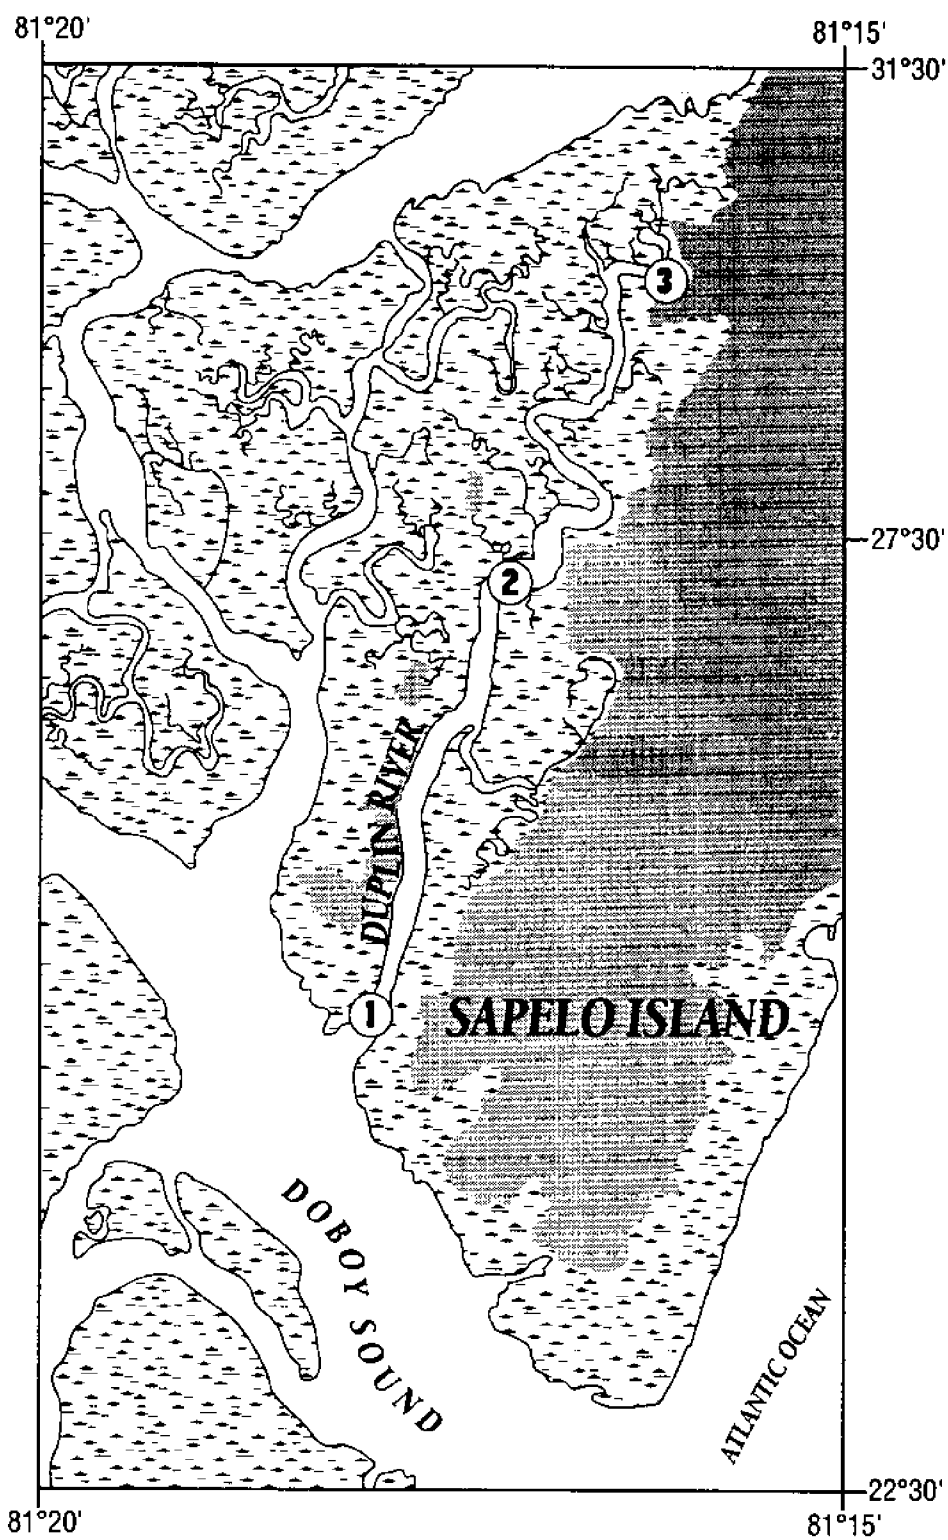 81°20'
81°15'
31°30'
3
27°30'
2
DUPLIN RIVER
1
SAPELO ISLAND
DOBOY SOUND
ATLANTIC OCEAN
22°30'
81°20'
81°15'